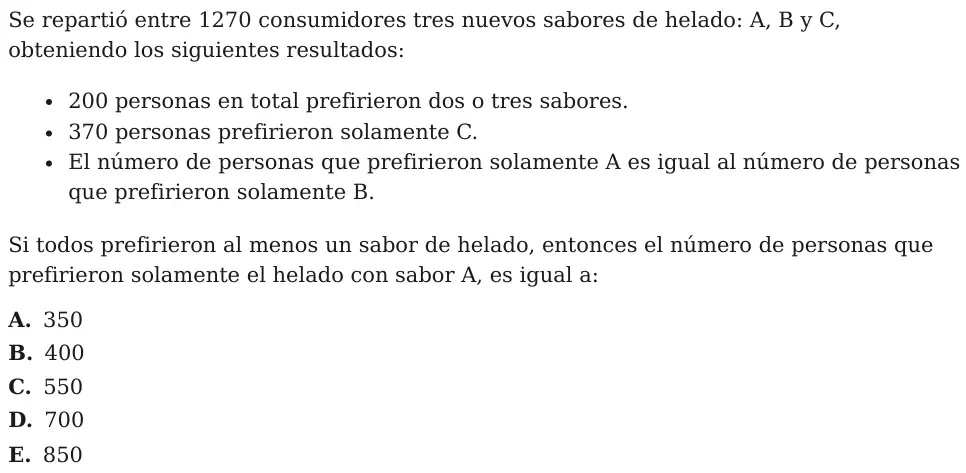 Se repartió entre 1270 consumidores tres nuevos sabores de helado: A, B y C,
obteniendo los siguientes resultados:
• 200 personas en total prefirieron dos o tres sabores.
• 370 personas prefirieron solamente C.
• El número de personas que prefirieron solamente A es igual al número de personas
que prefirieron solamente B.
Si todos prefirieron al menos un sabor de helado, entonces el número de personas que
prefirieron solamente el helado con sabor A, es igual a:
A. 350
B. 400
C. 550
D. 700
E. 850